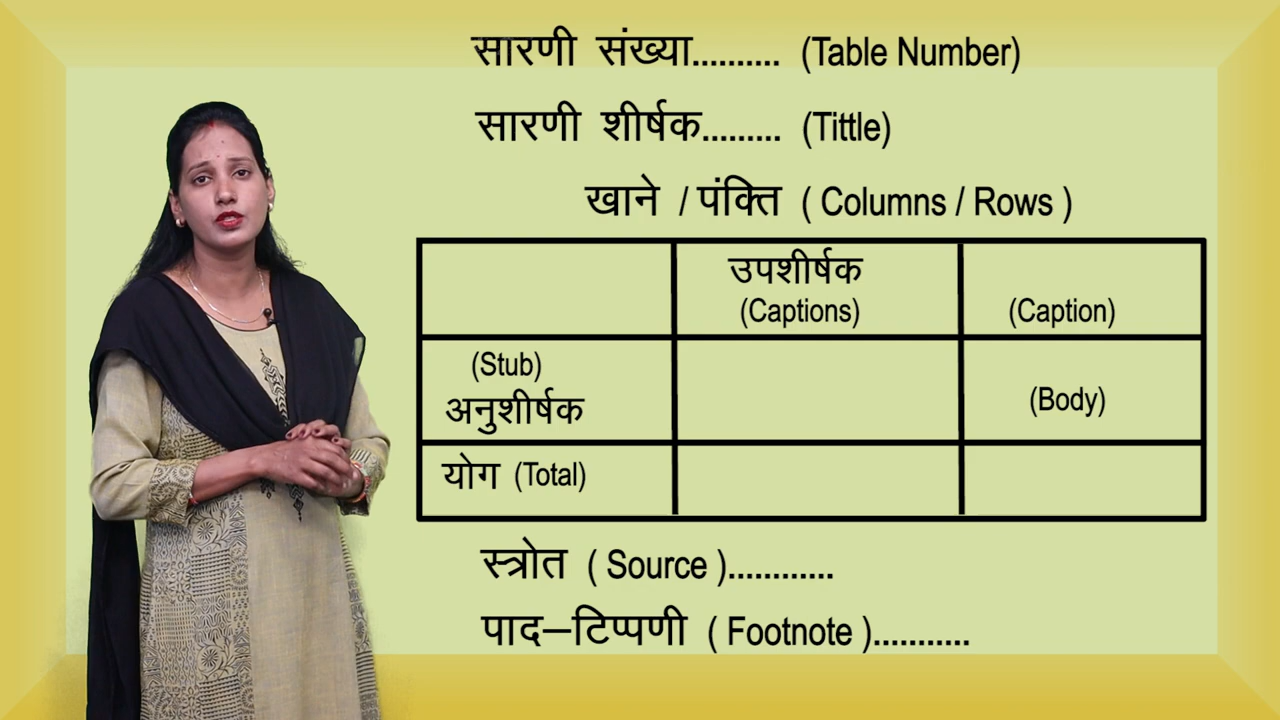 सारणी संख्या.......... (Table Number)
सारणी शीर्षक......... (Tittle)
खाने / पंक्ति ( Columns / Rows )
उपशीर्षक
(Captions) (Caption)
(Stub)
अनुशीर्षक (Body)
योग (Total)
स्त्रोत ( Source )............
पाद–टिप्पणी ( Footnote )...........